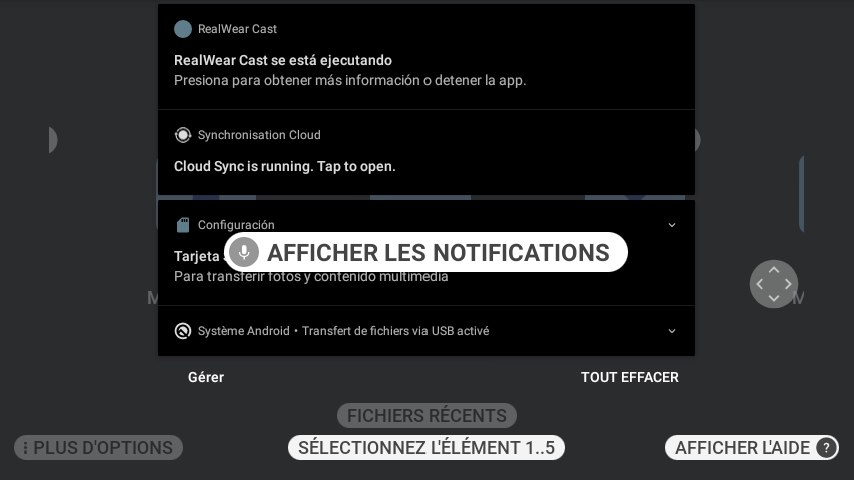 RealWear Cast
RealWear Cast se está ejecutando
Presiona para obtener más información o detener la app.
Synchronisation Cloud
Cloud Sync is running. Tap to open.
Configuración
Tarjeta
AFFICHER LES NOTIFICATIONS
Para transferir fotos y contenido multimedia
Système Android • Transfert de fichiers via USB activé
M
M
Gérer
TOUT EFFACER
FICHIERS RÉCENTS
PLUS D'OPTIONS
SÉLECTIONNEZ L'ÉLÉMENT 1..5
AFFICHER L'AIDE ?